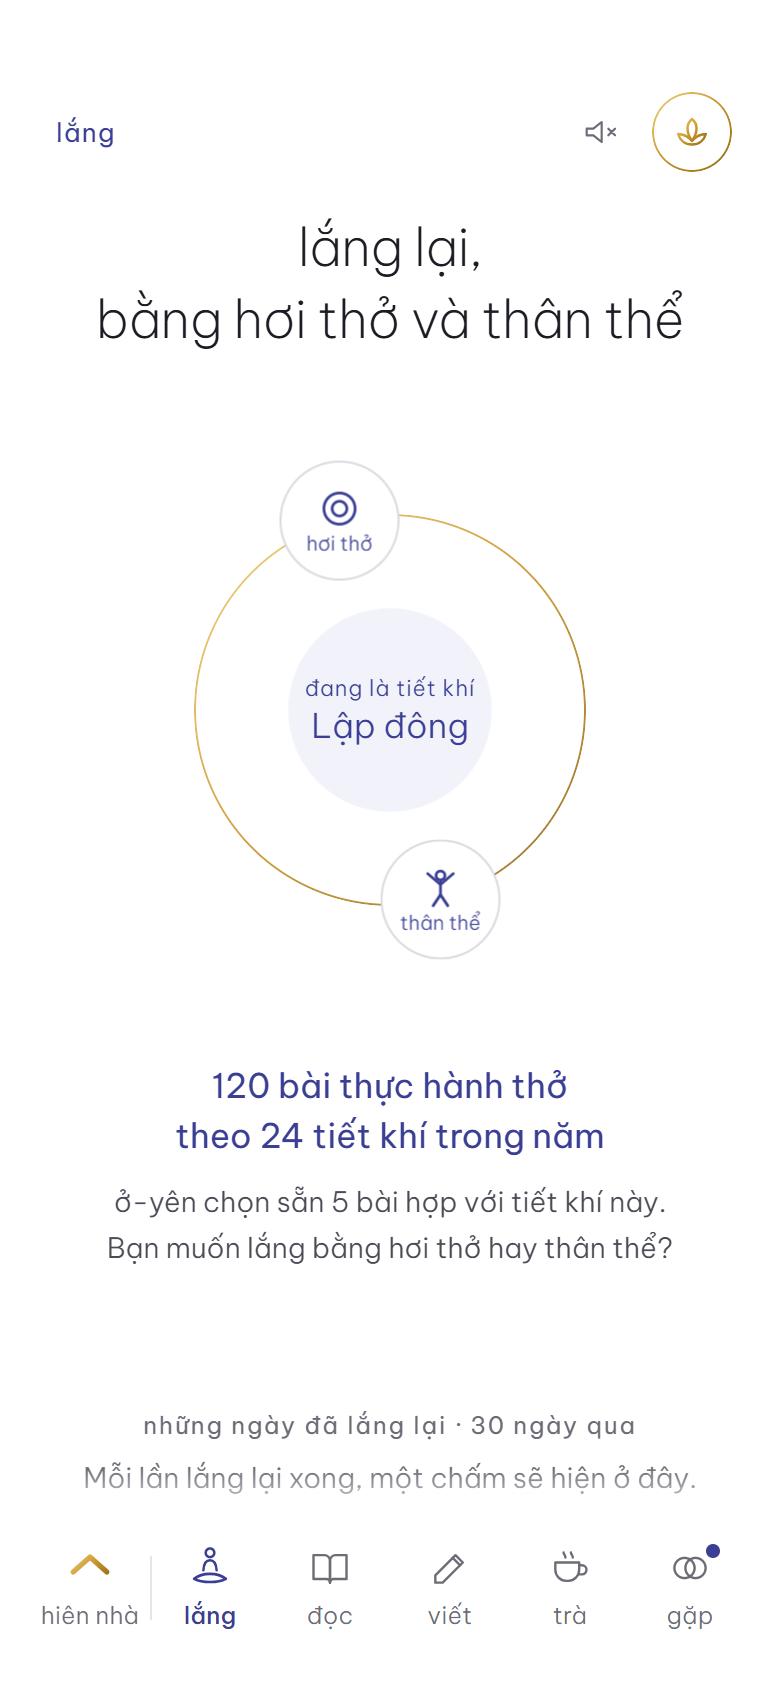 lắng
lắng lại,
bằng hơi thở và thân thể
hơi thở
đang là tiết khí
Lập đông
thân thể
120 bài thực hành thở
theo 24 tiết khí trong năm
ở-yên chọn sẵn 5 bài hợp với tiết khí này.
Bạn muốn lắng bằng hơi thở hay thân thể?
những ngày đã lắng lại · 30 ngày qua
Mỗi lần lắng lại xong, một chấm sẽ hiện ở đây.
hiên nhà
lắng
đọc
viết
trà
gặp